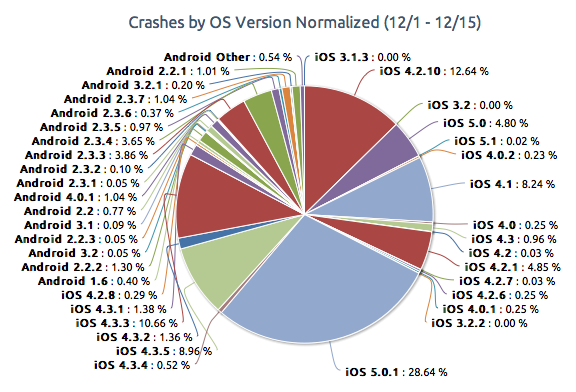 Crashes by OS Version Normalized (12/1 - 12/15)
Android Other : 0.54 %
Android 2.2.1 : 1.01 %
Android 3.2.1 : 0.20 %
Android 2.3.7 : 1.04 %
Android 2.3.6 : 0.37 %
Android 2.3.5 : 0.97 %
Android 2.3.4 : 3.65 %
Android 2.3.3 : 3.86 %
Android 2.3.2 : 0.10 %
Android 2.3.1 : 0.05 %
Android 4.0.1 : 1.04 %
Android 2.2 : 0.77 %
Android 3.1 : 0.09 %
Android 2.2.3 : 0.05 %
Android 3.2 : 0.05 %
Android 2.2.2 : 1.30 %
Android 1.6 : 0.40 %
iOS 4.2.8 : 0.29 %
iOS 4.3.1 : 1.38 %
iOS 4.3.3 : 10.66 %
iOS 4.3.2 : 1.36 %
iOS 4.3.5 : 8.96 %
iOS 4.3.4 : 0.52 %
iOS 3.1.3 : 0.00 %
iOS 4.2.10 : 12.64 %
iOS 3.2 : 0.00 %
iOS 5.0 : 4.80 %
iOS 5.1 : 0.02 %
iOS 4.0.2 : 0.23 %
iOS 4.1 : 8.24 %
iOS 4.0 : 0.25 %
iOS 4.3 : 0.96 %
iOS 4.2 : 0.03 %
iOS 4.2.1 : 4.85 %
iOS 4.2.7 : 0.03 %
iOS 4.2.6 : 0.25 %
iOS 4.0.1 : 0.25 %
iOS 3.2.2 : 0.00 %
iOS 5.0.1 : 28.64 %